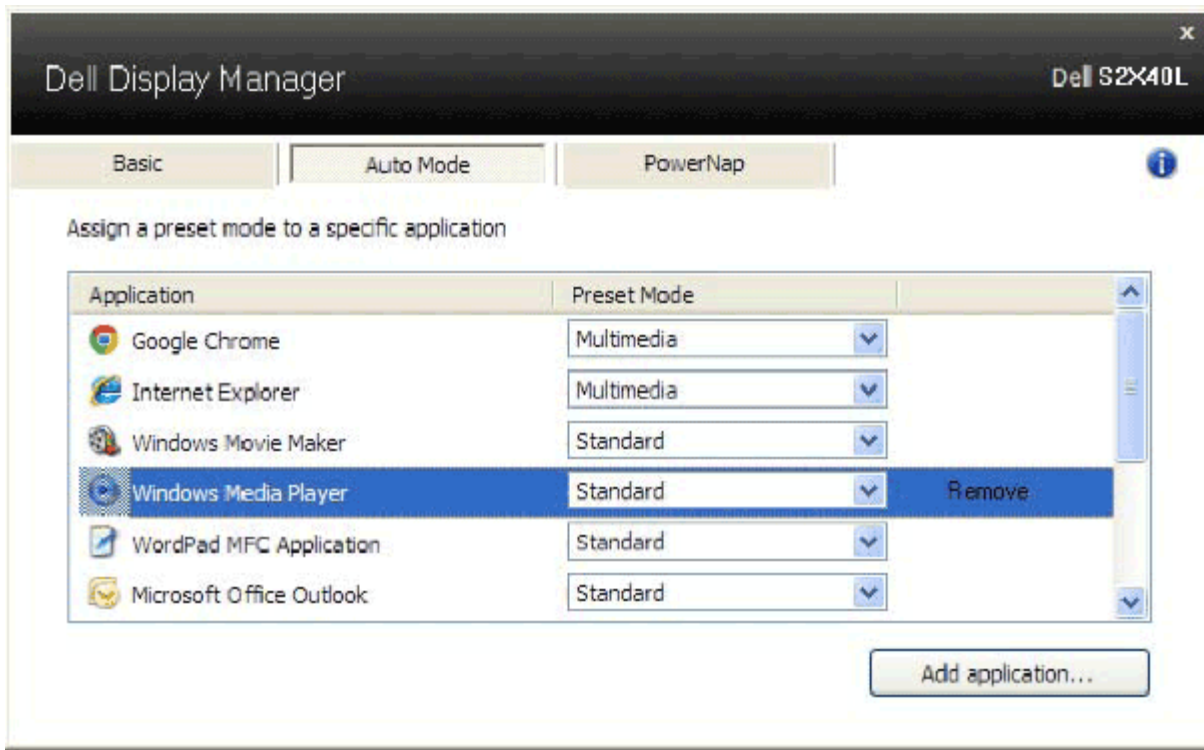 x
Dell Display Manager
Dell S2X40L
Basic
Auto Mode
PowerNap
Assign a preset mode to a specific application
Application
Preset Mode
Google Chrome
Multimedia
Internet Explorer
Multimedia
Windows Movie Maker
Standard
Windows Media Player
Standard
Remove
WordPad MFC Application
Standard
Microsoft Office Outlook
Standard
Add application...